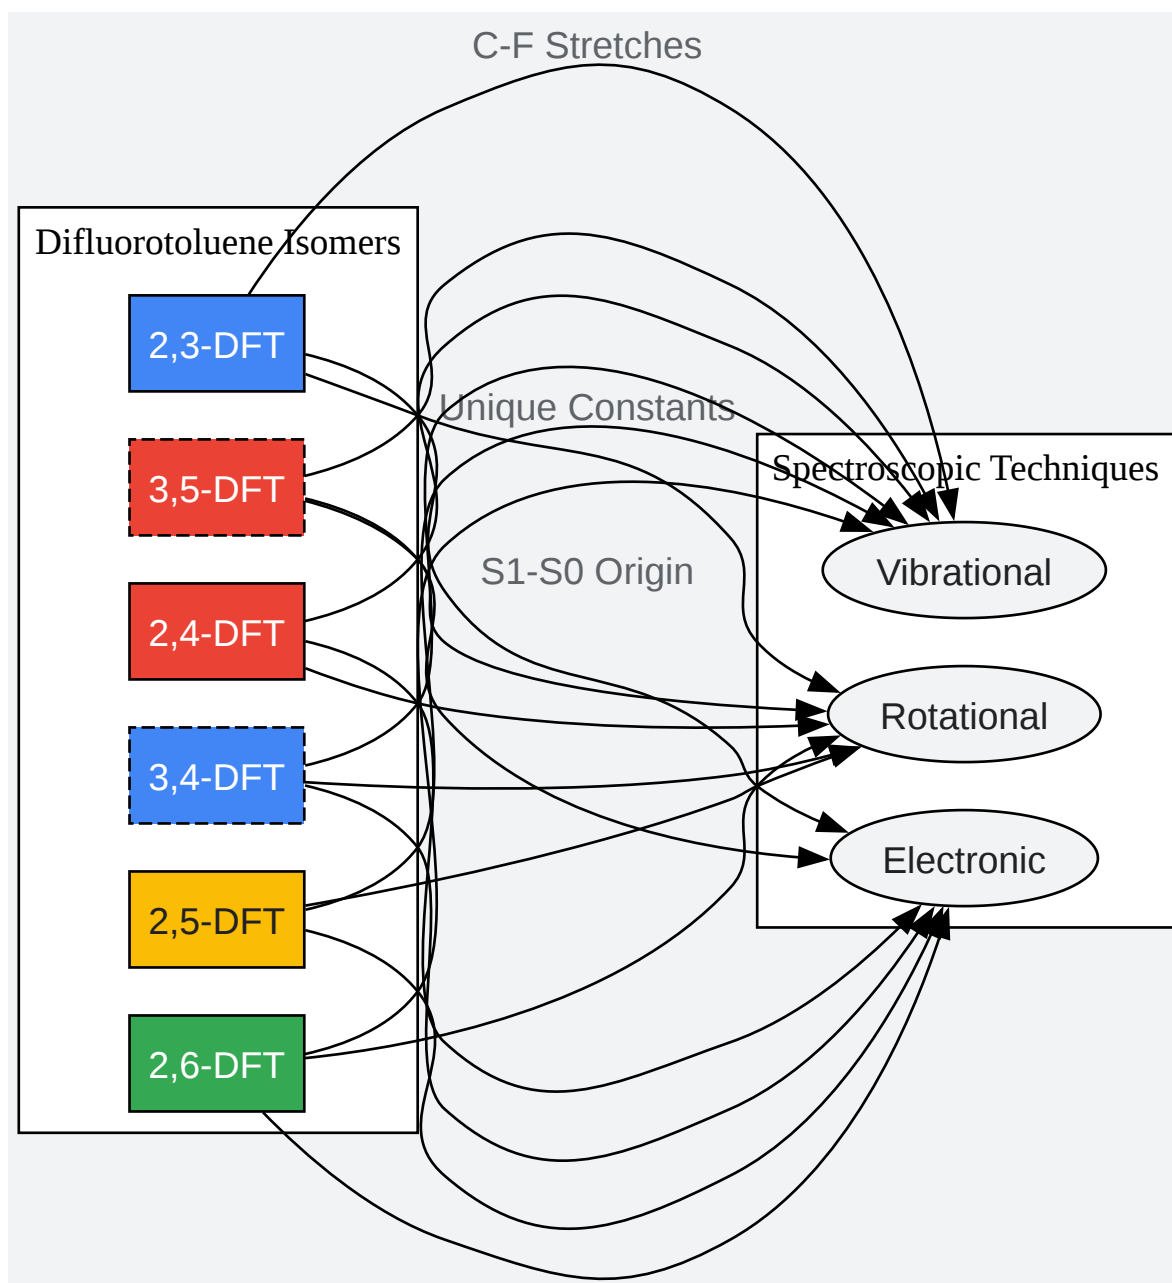 C-F Stretches
Difluorotoluene Isomers
2,3-DFT
Unique Constants
Spectroscopic Techniques
3,5-DFT
S1-S0 Origin
Vibrational
2,4-DFT
Rotational
3,4-DFT
Electronic
2,5-DFT
2,6-DFT